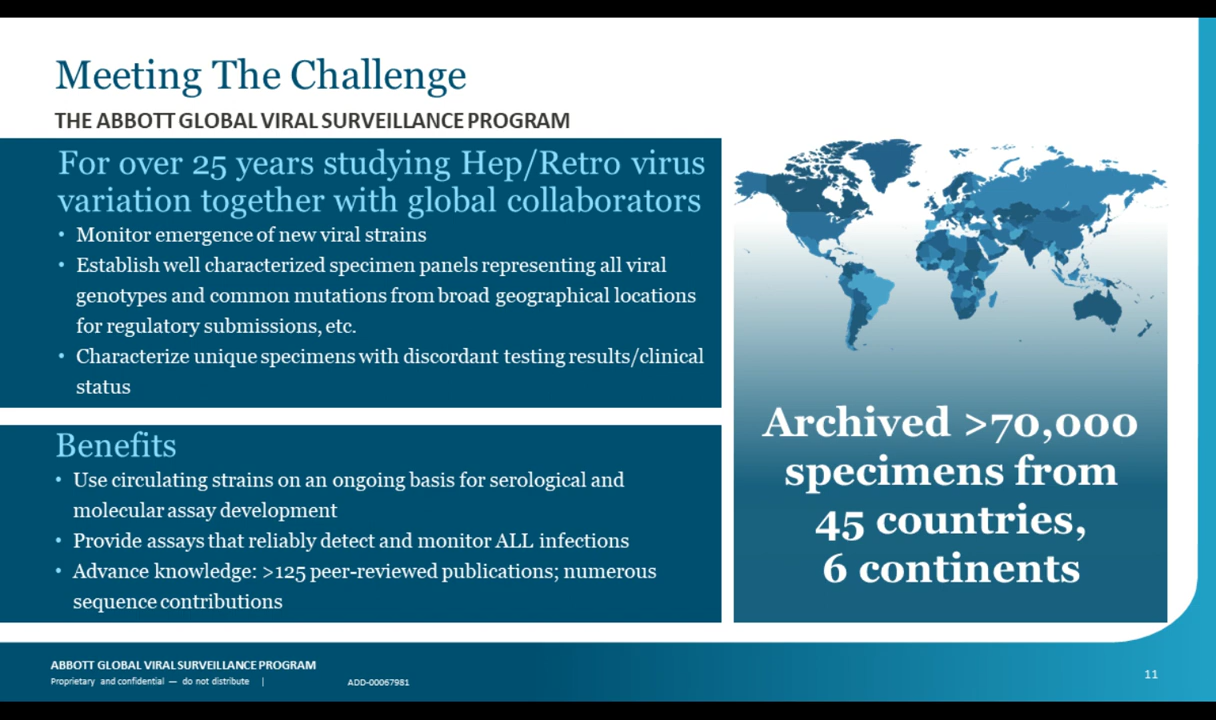 Meeting The Challenge
THE ABBOTT GLOBAL VIRAL SURVEILLANCE PROGRAM
For over 25 years studying Hep/Retro virus
variation together with global collaborators
• Monitor emergence of new viral strains
• Establish well characterized specimen panels representing all viral
genotypes and common mutations from broad geographical locations
for regulatory submissions, etc.
• Characterize unique specimens with discordant testing results/clinical
status
Benefits
• Use circulating strains on an ongoing basis for serological and
molecular assay development
• Provide assays that reliably detect and monitor ALL infections
• Advance knowledge: >125 peer-reviewed publications; numerous
sequence contributions
Archived >70,000
specimens from
45 countries,
6 continents
ABBOTT GLOBAL VIRAL SURVEILLANCE PROGRAM
Proprietary and confidential — do not distribute | ADD-00067981
11